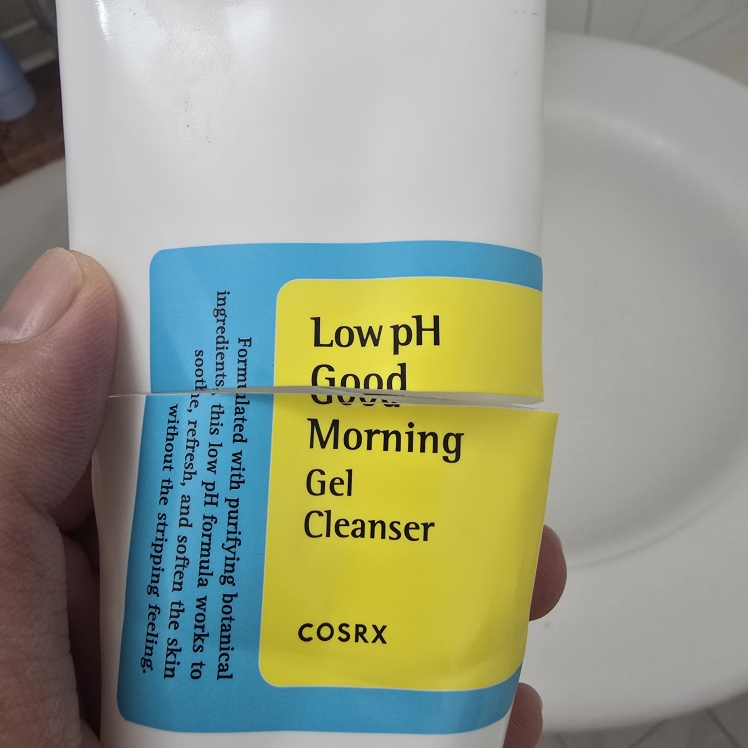 Low pH
Good
Morning
Gel
Cleanser
COSRX
Formulated with purifying botanical
ingredients, this low pH formula works to
soothe, refresh, and soften the skin
without the stripping feeling.